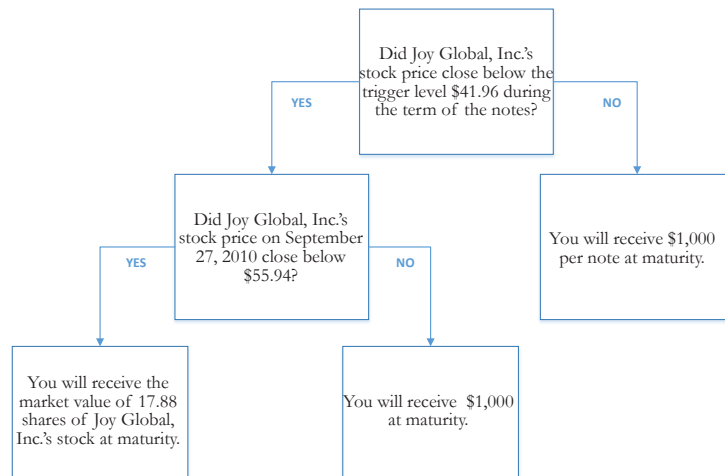 Did Joy Global, Inc.'s
stock price close below the
trigger level $41.96 during
the term of the notes?
YES
NO
Did Joy Global, Inc.'s
stock price on September
27, 2010 close below
$55.94?
You will receive $1,000
per note at maturity.
YES
NO
You will receive the
market value of 17.88
shares of Joy Global,
Inc.'s stock at maturity.
You will receive $1,000
at maturity.